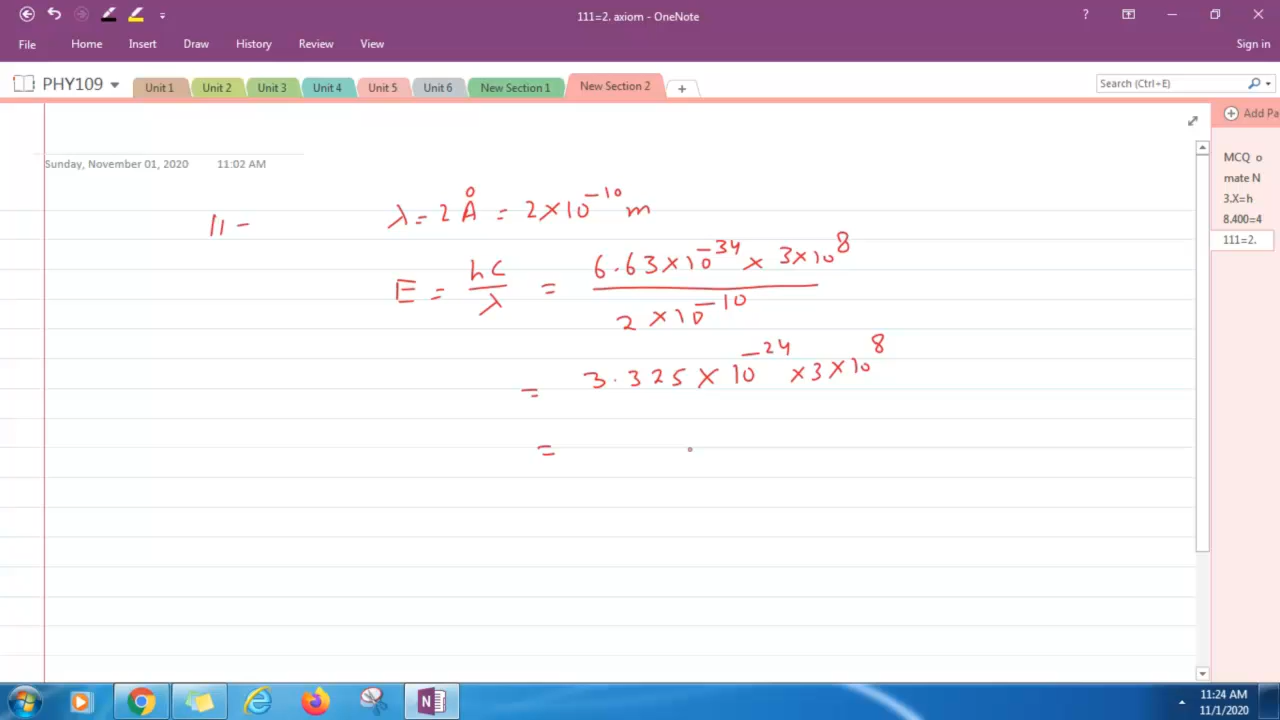 111=2. axiom - OneNote
?
File Home Insert Draw History Review View
Sign in
PHY109 Unit 1 Unit 2 Unit 3 Unit 4 Unit 5 Unit 6 New Section 1 New Section 2 +
Search (Ctrl+E)
Add Pa
Sunday, November 01, 2020 11:02 AM
MCQ o
mate N
3.X=h
8.400=4
111=2.
11 - λ = 2 Å = 2×10⁻¹⁰ m
E = hc/λ = 6.63×10⁻³⁴ × 3×10⁸ / 2×10⁻¹⁰
= 3.325 × 10⁻²⁴ × 3 × 10⁸
= .
N
11:24 AM
11/1/2020